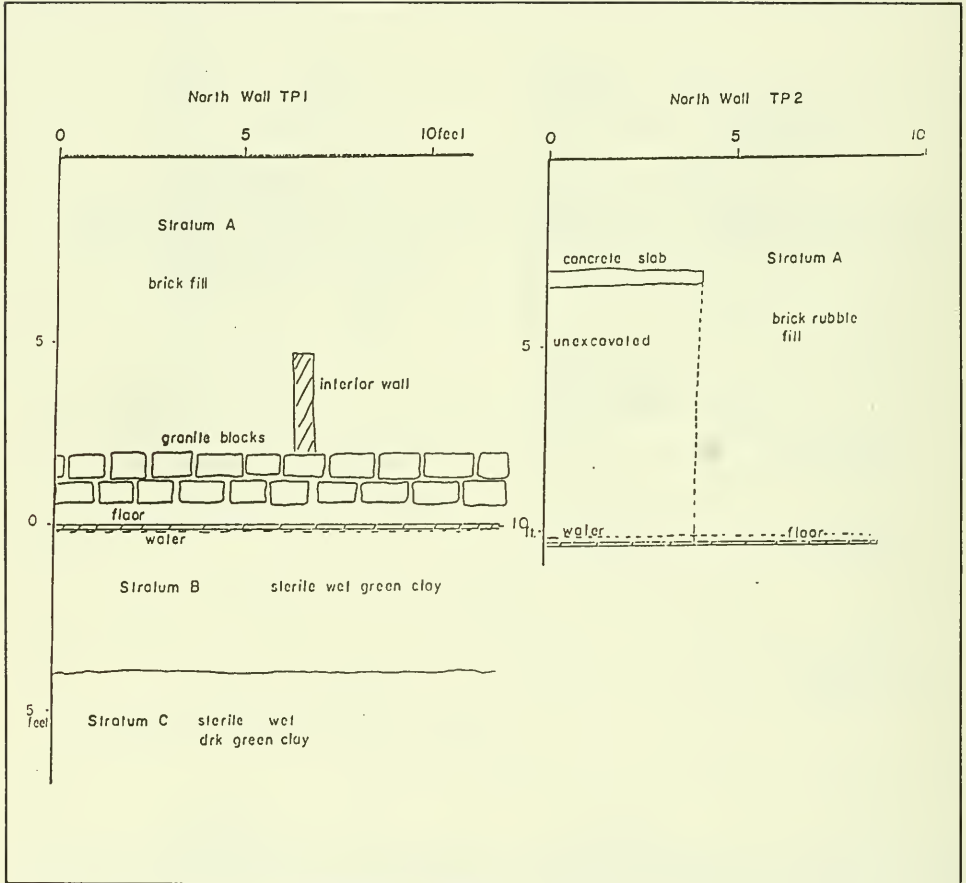 North Wall TP1
0 5 10feet
Stratum A
brick fill
5
interior wall
granite blocks
floor
0
water
Stratum B sterile wet green clay
5
feet
Stratum C sterile wet
drk green clay
North Wall TP2
0 5 10
concrete slab
Stratum A
brick rubble
fill
5
unexcavated
10
ft.
water floor